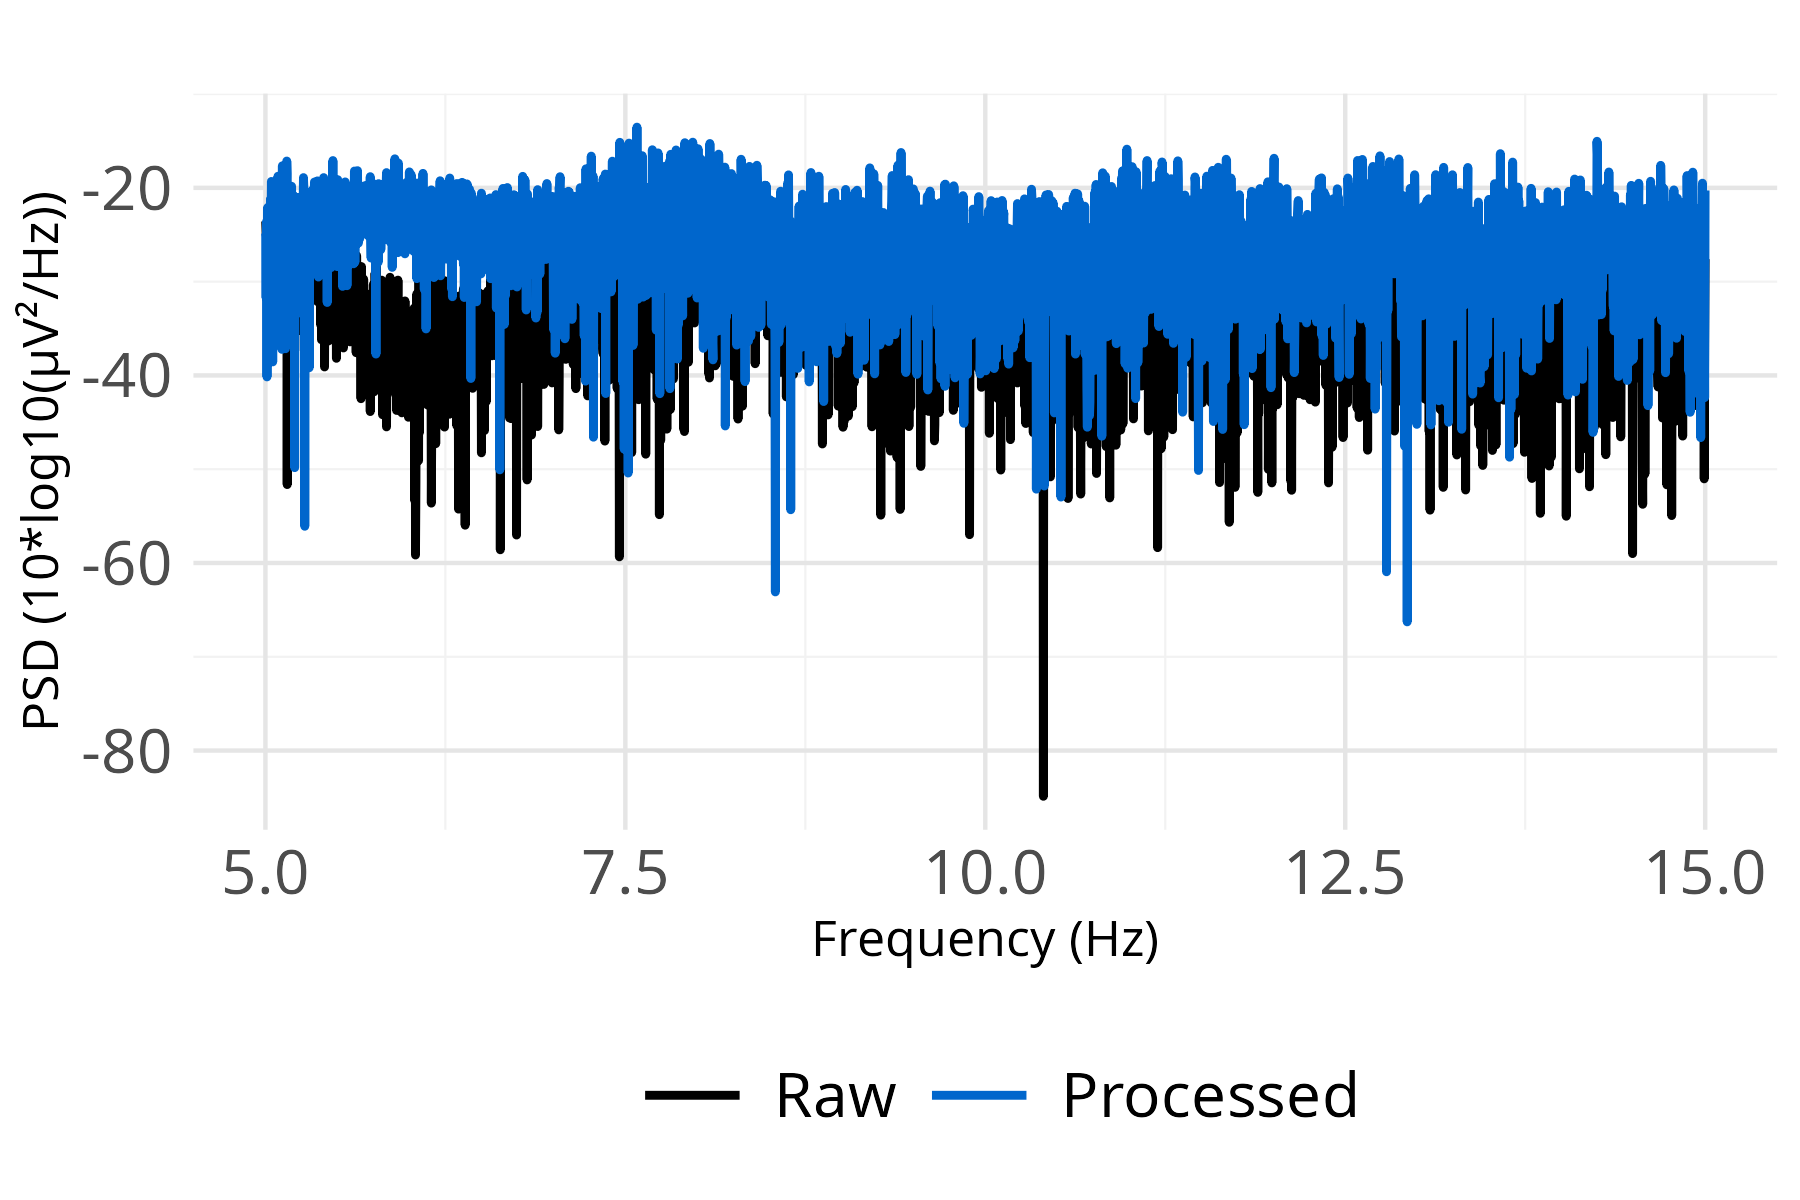 PSD (10*log10(µV²/Hz))
-20
-40
-60
-80
5.0 7.5 10.0 12.5 15.0
Frequency (Hz)
Raw Processed